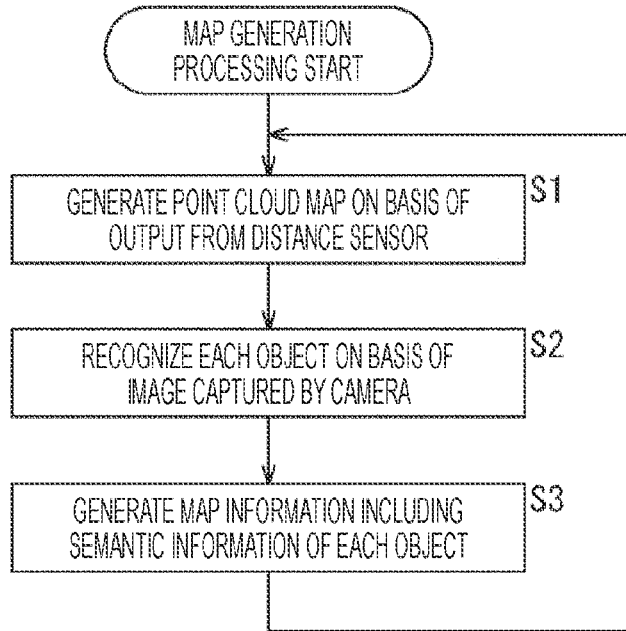 MAP GENERATION
PROCESSING START
GENERATE POINT CLOUD MAP ON BASIS OF
OUTPUT FROM DISTANCE SENSOR
S1
RECOGNIZE EACH OBJECT ON BASIS OF
IMAGE CAPTURED BY CAMERA
S2
GENERATE MAP INFORMATION INCLUDING
SEMANTIC INFORMATION OF EACH OBJECT
S3